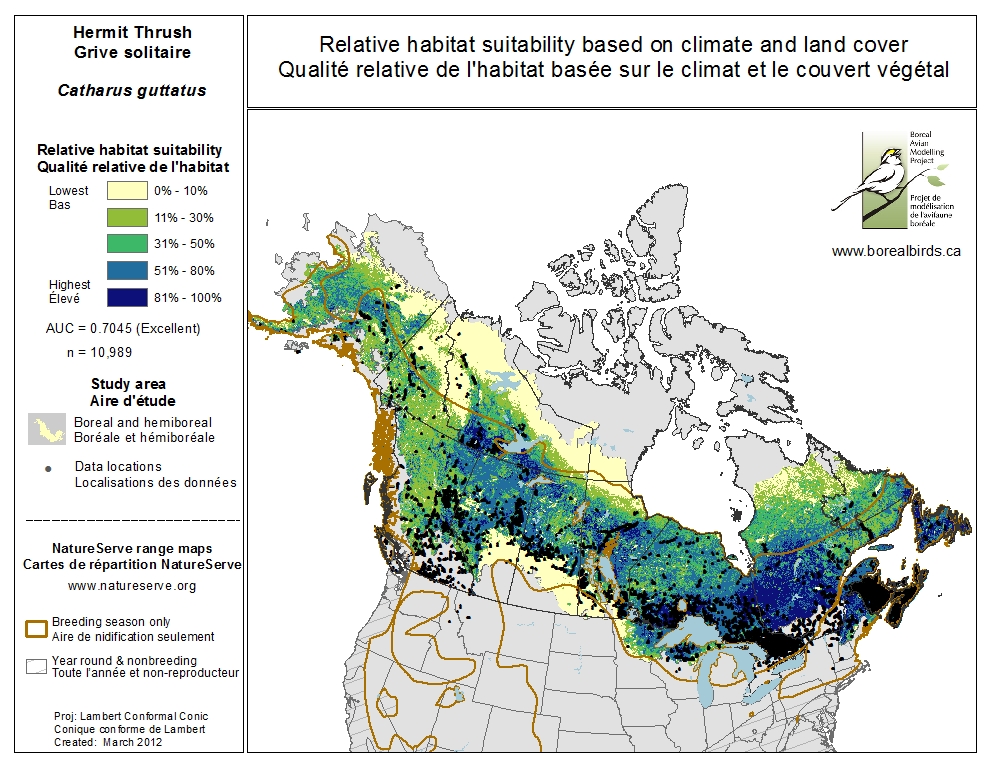 Hermit Thrush
Grive solitaire
Catharus guttatus
Relative habitat suitability
Qualité relative de l'habitat
Lowest
Bas
0% - 10%
11% - 30%
31% - 50%
51% - 80%
Highest
Élevé
81% - 100%
AUC = 0.7045 (Excellent)
n = 10,989
Study area
Aire d'étude
Boreal and hemiboreal
Boréale et hémiboréale
Data locations
Localisations des données
NatureServe range maps
Cartes de répartition NatureServe
www.natureserve.org
Breeding season only
Aire de nidification seulement
Year round & nonbreeding
Toute l'année et non-reproducteur
Proj: Lambert Conformal Conic
Conique conforme de Lambert
Created: March 2012
Relative habitat suitability based on climate and land cover
Qualité relative de l'habitat basée sur le climat et le couvert végétal
Boreal
Avian
Modelling
Project
Projet de
modélisation
de l'avifaune
boréale
www.borealbirds.ca